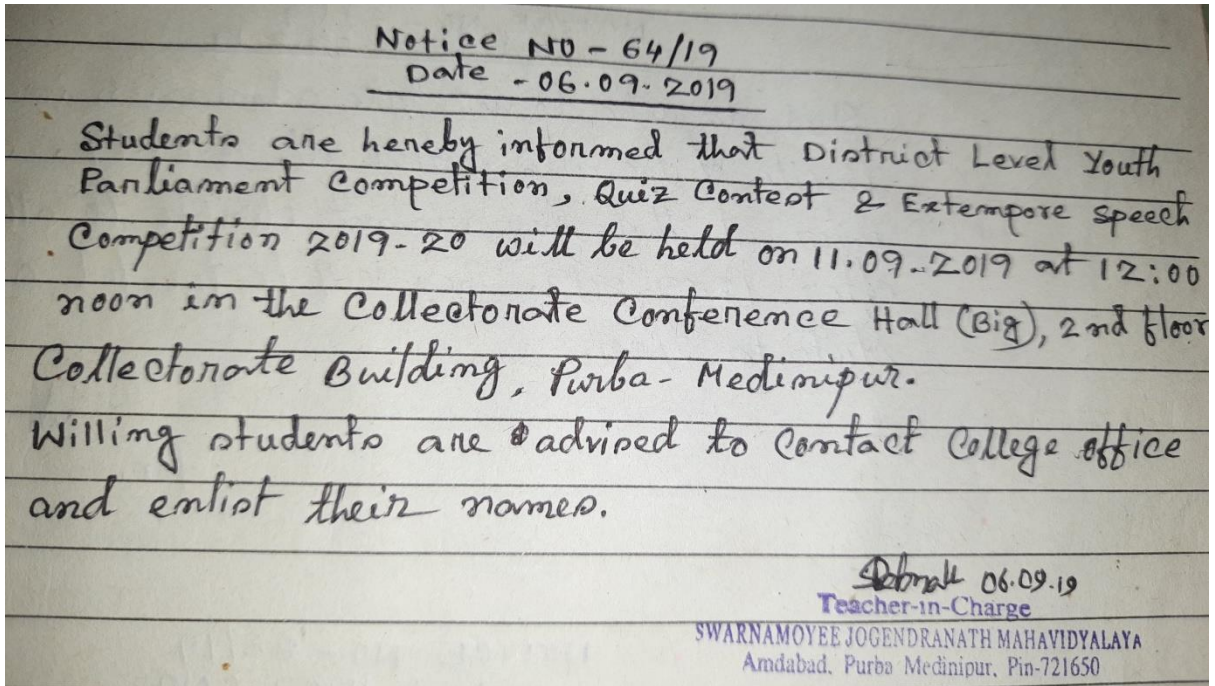 Notice NO - 64/19
Date - 06.09.2019
Students are hereby informed that District Level Youth
Parliament Competition, Quiz Contest & Extempore speech
Competition 2019-20 will be held on 11.09.2019 at 12:00
noon in the Collectorate Conference Hall (Big), 2nd floor
Collectorate Building, Purba-Medinipur.
Willing students are advised to Contact College office
and enlist their names.
06.09.19
Teacher-in-Charge
SWARNAMOYEE JOGENDRANATH MAHAVIDYALAYA
Amdabad, Purba Medinipur, Pin-721650